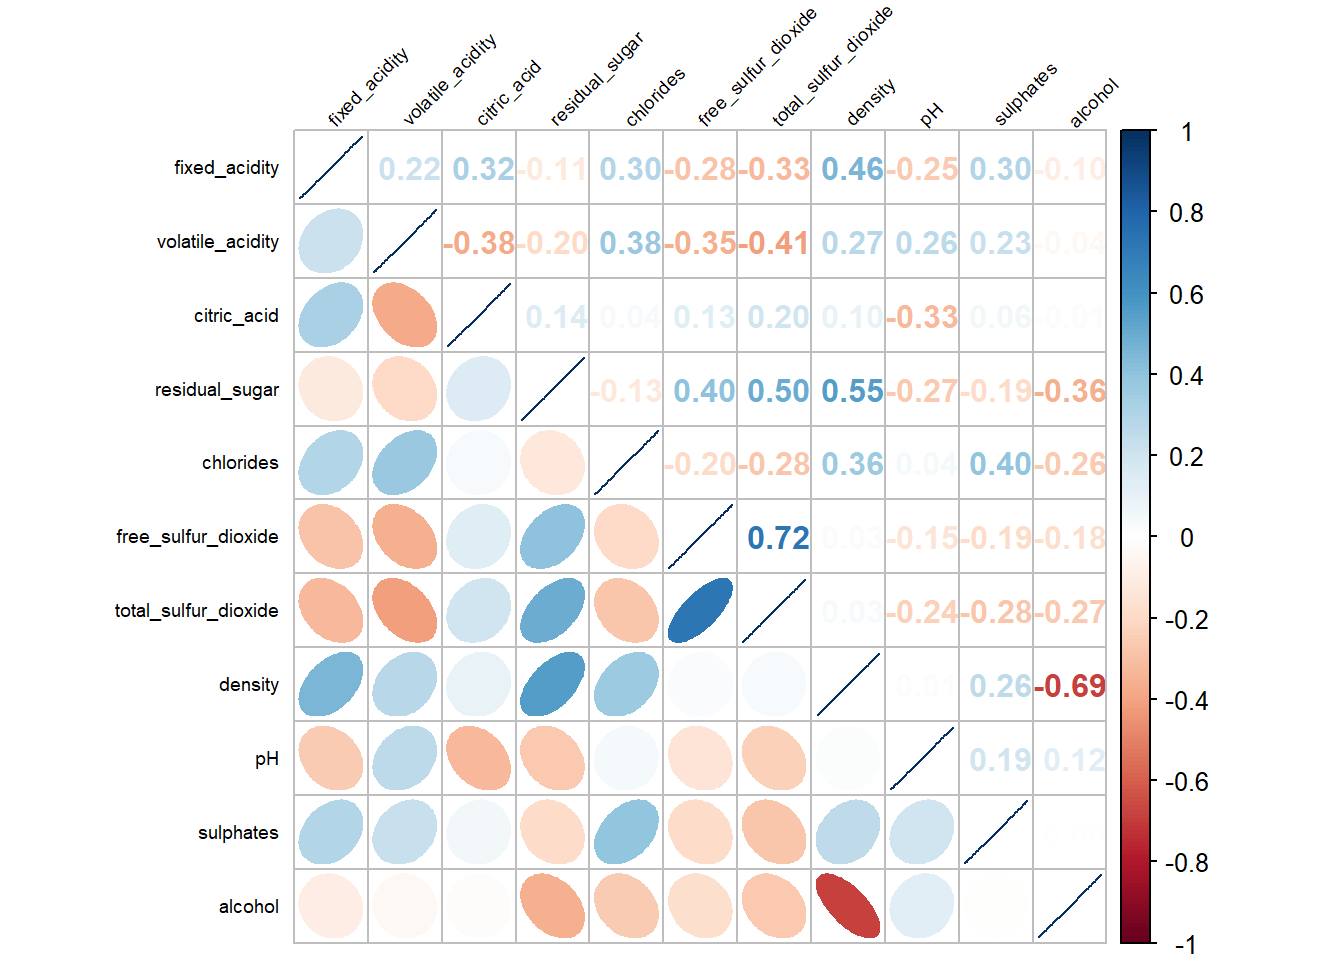 fixed_acidity volatile_acidity citric_acid residual_sugar chlorides free_sulfur_dioxide total_sulfur_dioxide density pH sulphates alcohol
fixed_acidity 0.22 0.32 -0.11 0.30 -0.28 -0.33 0.46 -0.25 0.30 -0.10
volatile_acidity -0.38 -0.20 0.38 -0.35 -0.41 0.27 0.26 0.23 -0.04
citric_acid 0.14 0.04 0.13 0.20 0.10 -0.33 0.06 -0.01
residual_sugar -0.13 0.40 0.50 0.55 -0.27 -0.19 -0.36
chlorides -0.20 -0.28 0.36 0.04 0.40 -0.26
free_sulfur_dioxide 0.72 0.03 -0.15 -0.19 -0.18
total_sulfur_dioxide 0.03 -0.24 -0.28 -0.27
density 0.01 0.26 -0.69
pH 0.19 0.12
sulphates
alcohol
1
0.8
0.6
0.4
0.2
0
-0.2
-0.4
-0.6
-0.8
-1